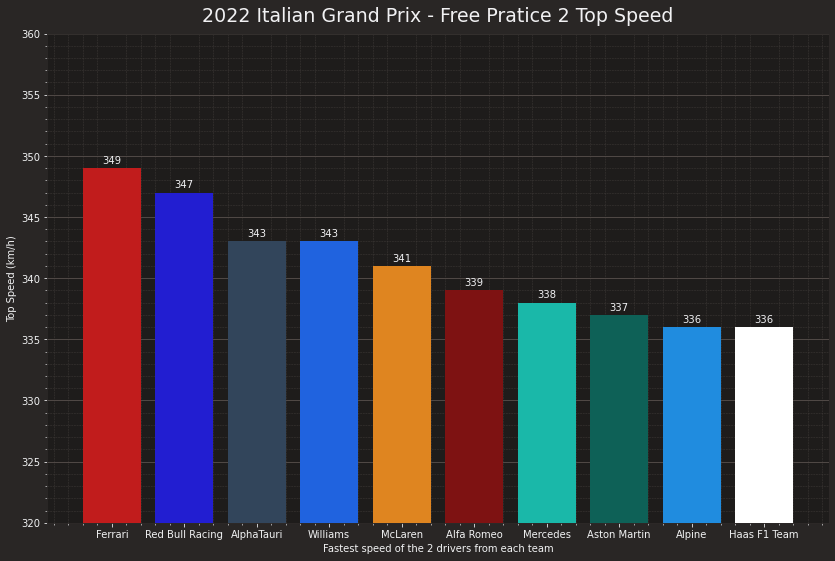 2022 Italian Grand Prix - Free Pratice 2 Top Speed
360
355
350
345
340
335
330
325
320
Top Speed (km/h)
349
347
343
343
341
339
338
337
336
336
Ferrari
Red Bull Racing
AlphaTauri
Williams
McLaren
Alfa Romeo
Mercedes
Aston Martin
Alpine
Haas F1 Team
Fastest speed of the 2 drivers from each team